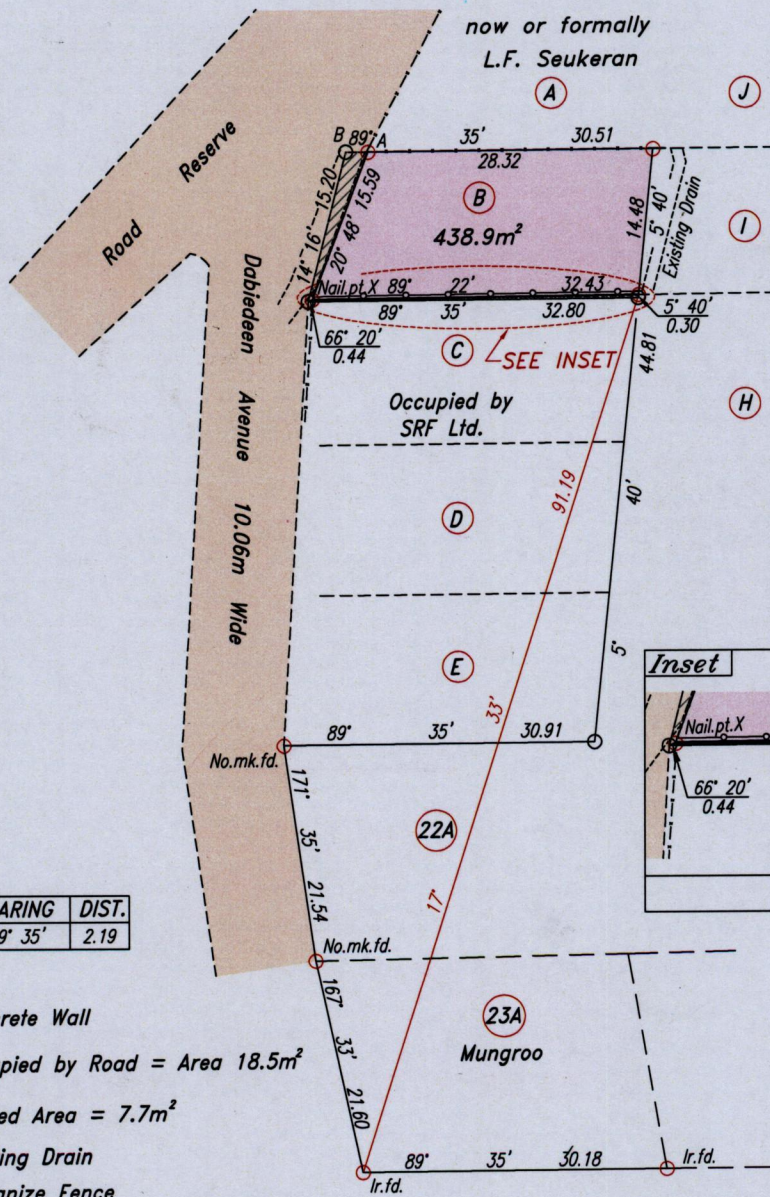 now or formally
L.F. Seukeran
A
J
B 89° A 35' 30.51
28.32
Road Reserve
15.20
16'
14°
15.59
48'
20°
B
438.9m²
14.48
5° 40'
Existing Drain
I
Nail.pt.X 89° 22' 32.43
89° 35' 32.80
66° 20'
0.44
5° 40'
0.30
C
SEE INSET
44.81
40'
5°
H
Occupied by
SRF Ltd.
Dabiedeen Avenue 10.06m Wide
D
91.19
33'
17°
E
Inset
Nail.pt.X
66° 20'
0.44
No.mk.fd.
89° 35' 30.91
171° 35' 21.54
22A
ARING DIST.
9° 35' 2.19
No.mk.fd.
167° 33' 21.60
23A
Mungroo
crete Wall
pied by Road = Area 18.5m²
ed Area = 7.7m²
ing Drain
anize Fence
89° 35' 30.18
Ir.fd.
Ir.fd.